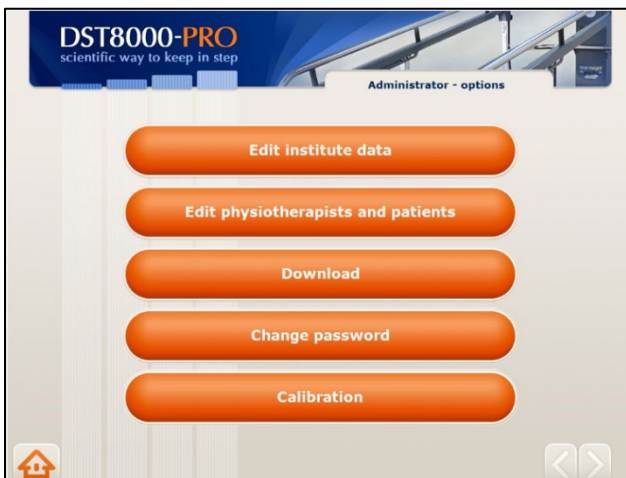 DST8000-PRO
scientific way to keep in step
Administrator - options
Edit institute data
Edit physiotherapists and patients
Download
Change password
Calibration